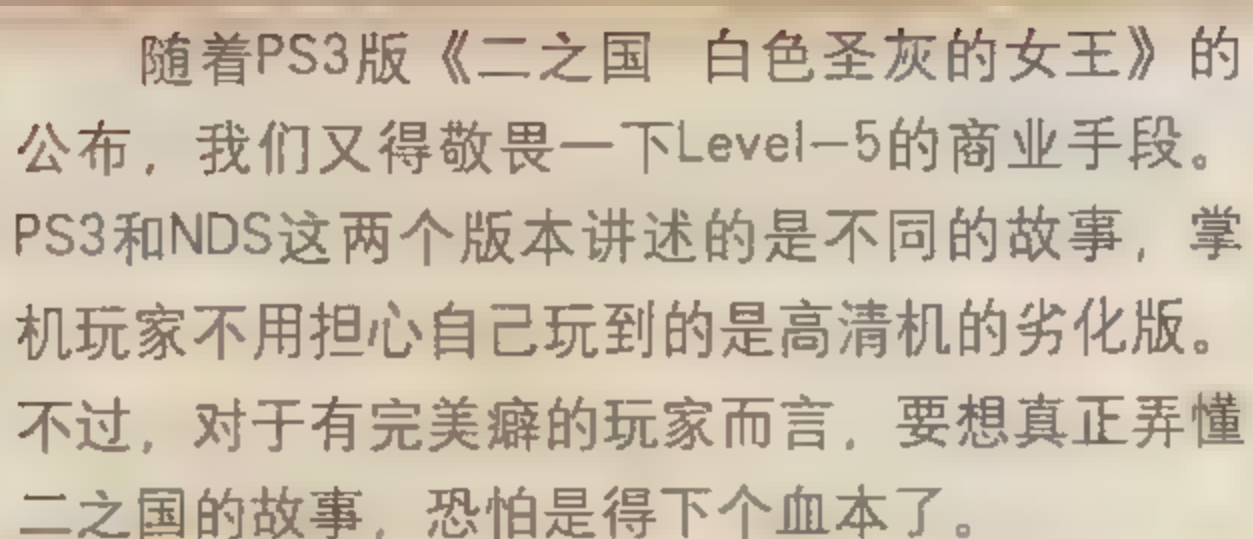 随着PS3版《二之国　白色圣灰的女王》的
公布，我们又得敬畏一下Level-5的商业手段。
PS3和NDS这两个版本讲述的是不同的故事，掌
机玩家不用担心自己玩到的是高清机的劣化版。
不过，对于有完美癖的玩家而言，要想真正弄懂
二之国的故事，恐怕是得下个血本了。